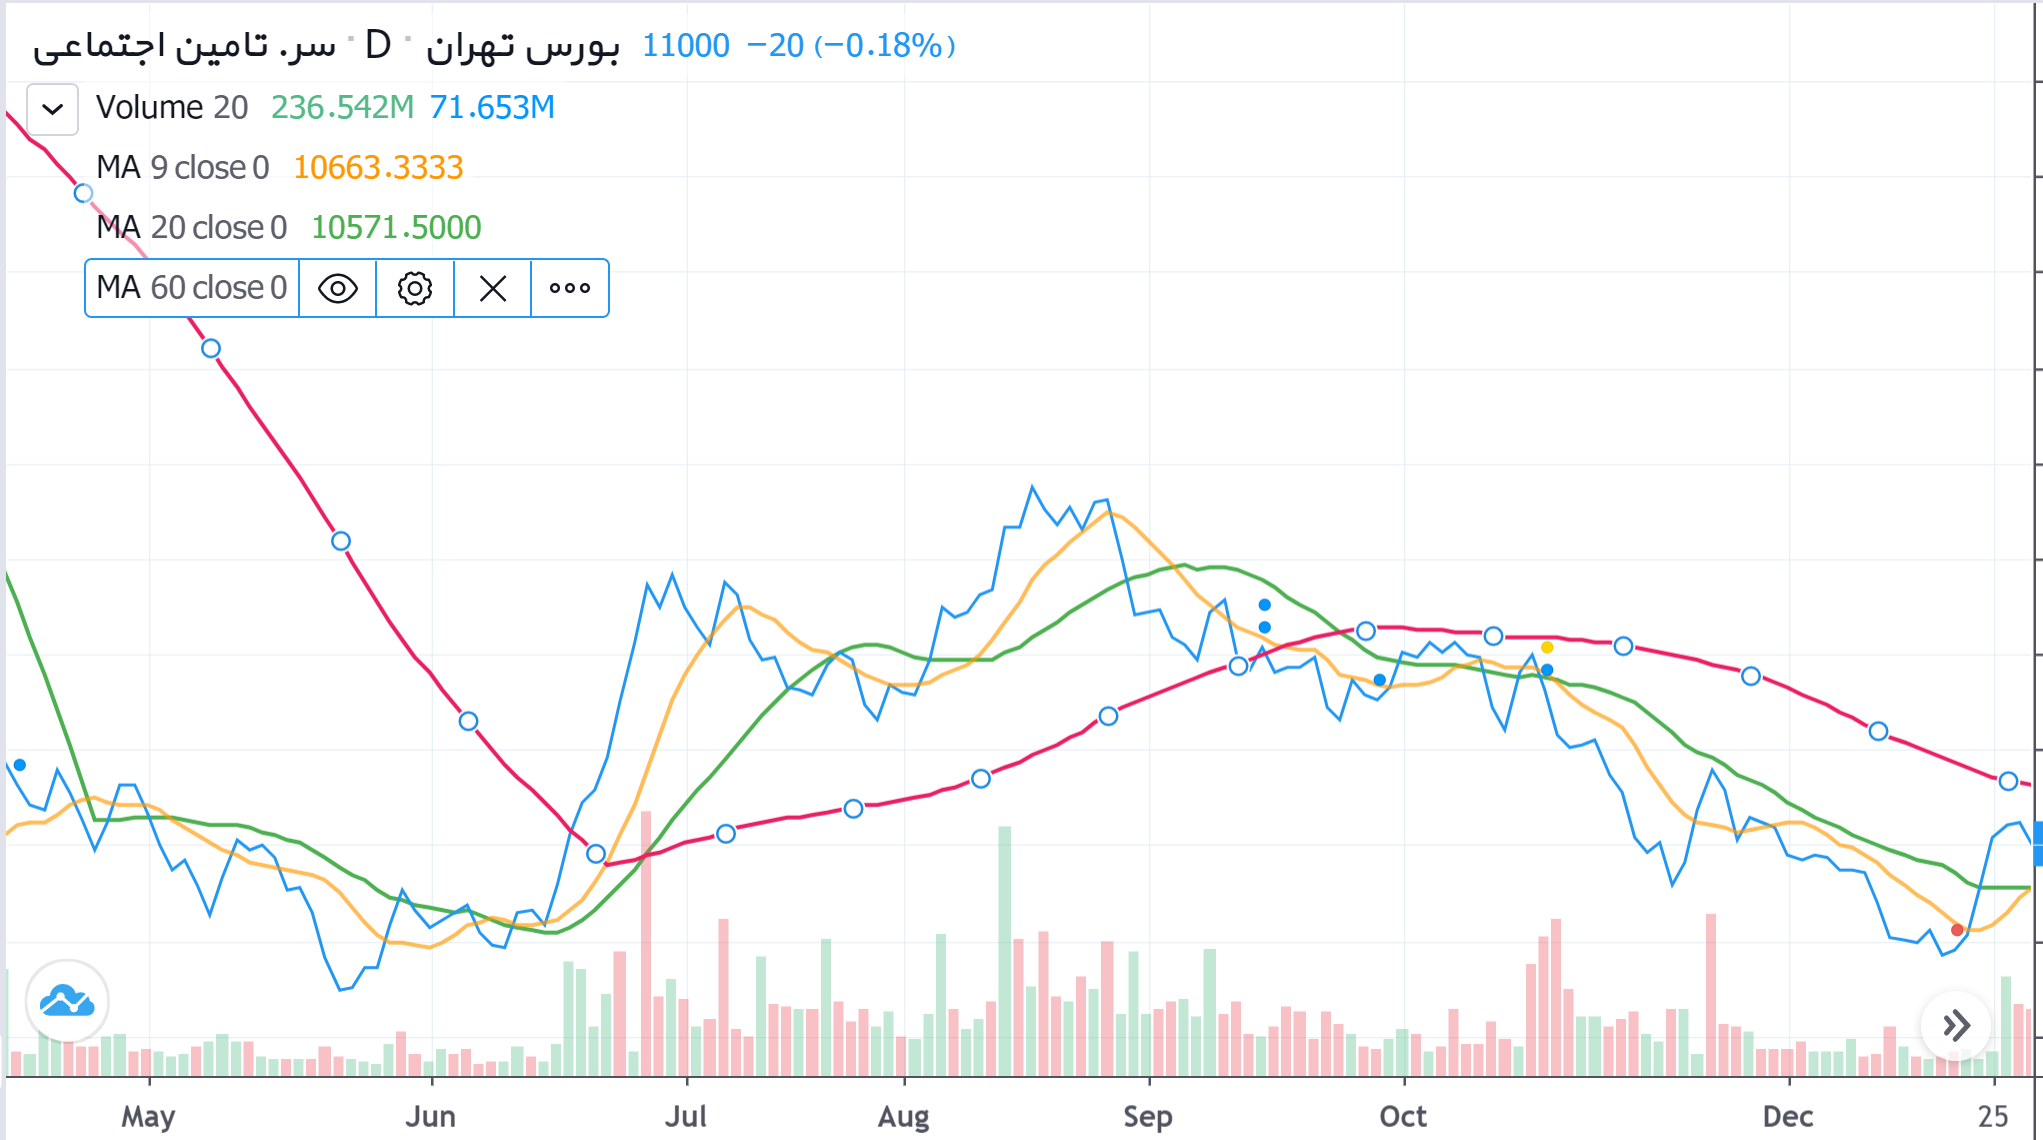 سر. تامین اجتماعی · D · بورس تهران 11000 −20 (−0.18%)
Volume 20 236.542M 71.653M
MA 9 close 0 10663.3333
MA 20 close 0 10571.5000
MA 60 close 0
May Jun Jul Aug Sep Oct Dec 25